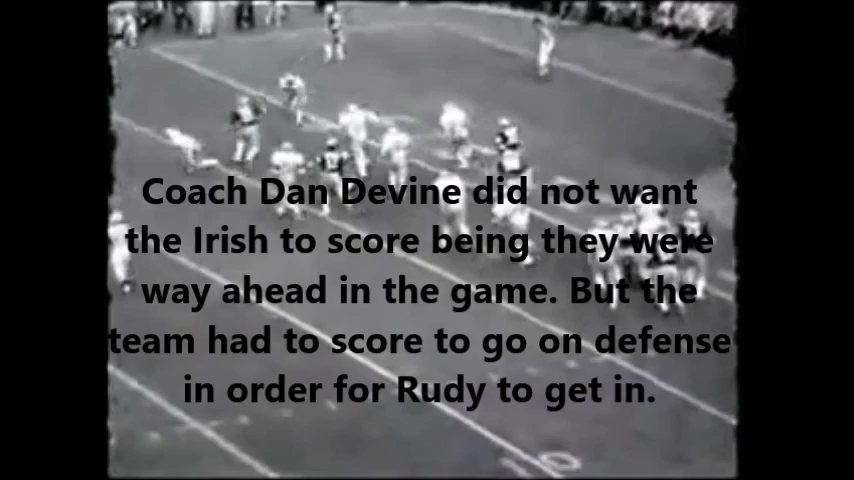 Coach Dan Devine did not want
the Irish to score being they were
way ahead in the game. But the
team had to score to go on defense
in order for Rudy to get in.